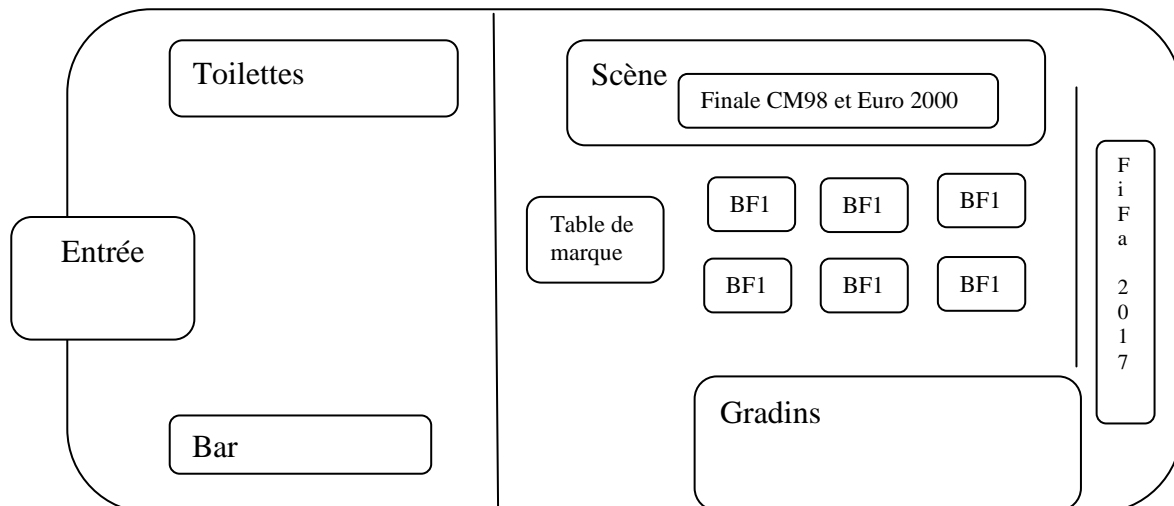 Toilettes
Scène
Finale CM98 et Euro 2000
Entrée
Table de
marque
BF1
BF1
BF1
BF1
BF1
BF1
F
i
F
a
2
0
1
7
Bar
Gradins